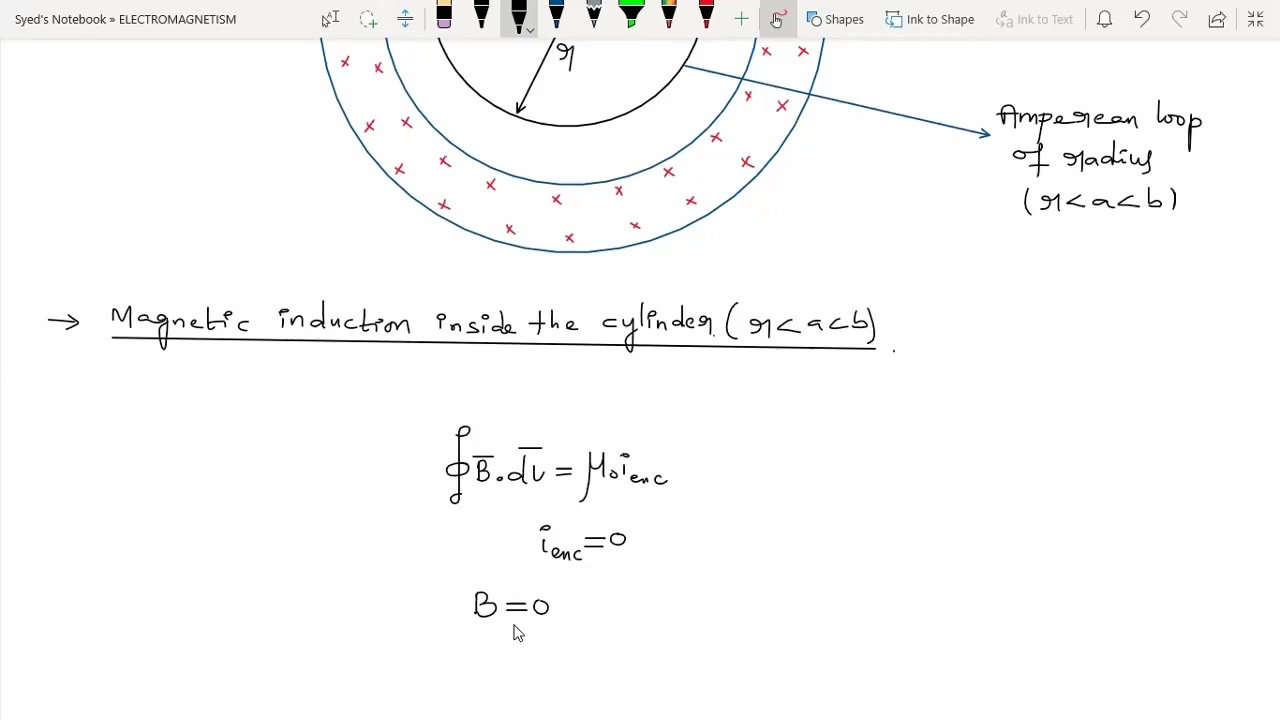 Syed's Notebook » ELECTROMAGNETISM
Shapes
Ink to Shape
Ink to Text
r
Amperean loop
of radius
(r<a<b)
→ Magnetic induction inside the cylinder (r<a<b).
∮B̅.dl̅ = μ₀i_enc
i_enc=0
B=0